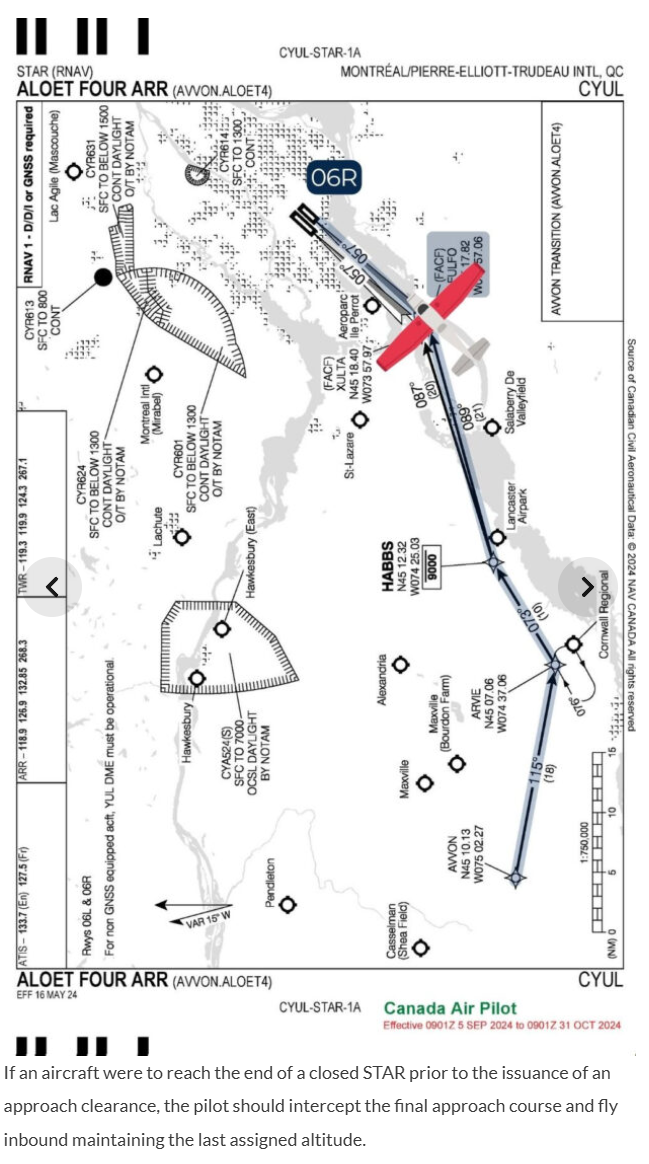 CYUL-STAR-1A
STAR (RNAV)
MONTRÉAL/PIERRE-ELLIOTT-TRUDEAU INTL, QC
ALOET FOUR ARR (AVVON.ALOET4)
CYUL
RNAV 1 - D/D/I or GNSS required
Lac Agile (Mascouche)
CYR631
SFC TO BELOW 1500
CONT DAYLIGHT
O/T BY NOTAM
CYR614
SFC TO 1300
CONT
AVVON TRANSITION (AVVON.ALOET4)
06R
CYR613
SFC TO 800
CONT
057°
057°
(FACF)
17.82
57.06
Aeroparc
Ile Perrot
(FACF)
XULTA
N45 18.40
W073 57.97
Montreal Intl
(Mirabel)
087°
(20)
089°
(21)
Salaberry De
Valleyfield
St-Lazare
CYR624
SFC TO BELOW 1300
CONT DAYLIGHT
O/T BY NOTAM
CYR601
SFC TO BELOW 1300
CONT DAYLIGHT
O/T BY NOTAM
TWR – 119.3 119.9 124.3 267.1
Lachute
Hawkesbury (East)
Lancaster
Airpark
HABBS
N45 12.32
W074 25.03
9000
073°
(10)
Cornwall Regional
076°
ARR – 118.9 126.9 132.85 268.3
Hawkesbury
CYA524(S)
SFC TO 7000
OCSL DAYLIGHT
BY NOTAM
Alexandria
ARVIE
N45 07.06
W074 37.06
Maxville
(Bourdon Farm)
Maxville
115°
(18)
AVVON
N45 10.13
W075 02.27
1:750,000
(NM) 0 5 10 15
ATIS – 133.7 (En) 127.5 (Fr)
Rwys 06L & 06R
For non GNSS equipped acft, YUL DME must be operational.
VAR 15° W
Pendleton
Casselman
(Shea Field)
Source of Canadian Civil Aeronautical Data: © 2024 NAV CANADA All rights reserved
ALOET FOUR ARR (AVVON.ALOET4)
CYUL
EFF 16 MAY 24
CYUL-STAR-1A
Canada Air Pilot
Effective 0901Z 5 SEP 2024 to 0901Z 31 OCT 2024
If an aircraft were to reach the end of a closed STAR prior to the issuance of an
approach clearance, the pilot should intercept the final approach course and fly
inbound maintaining the last assigned altitude.